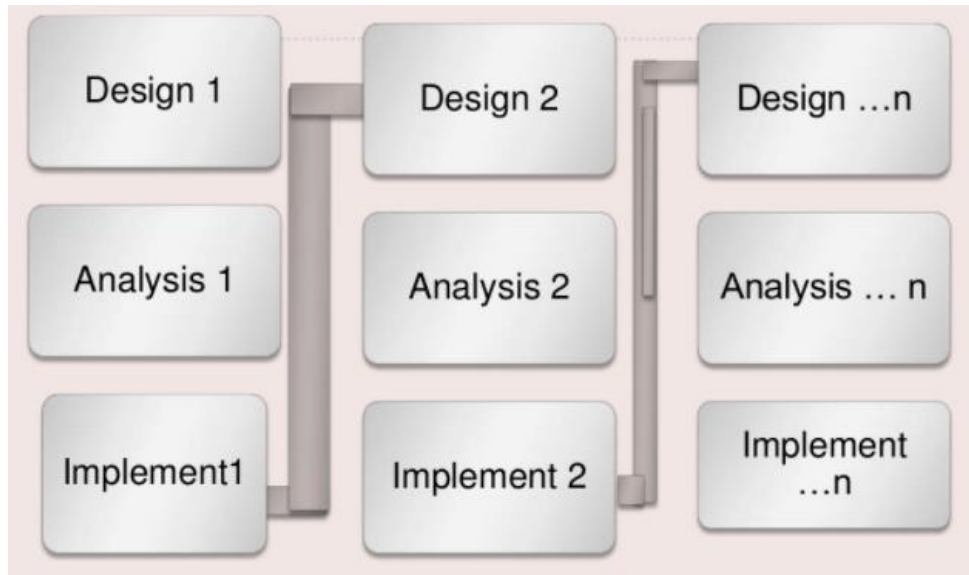 Design 1
Analysis 1
Implement1
Design 2
Analysis 2
Implement 2
Design ...n
Analysis ... n
Implement
...n